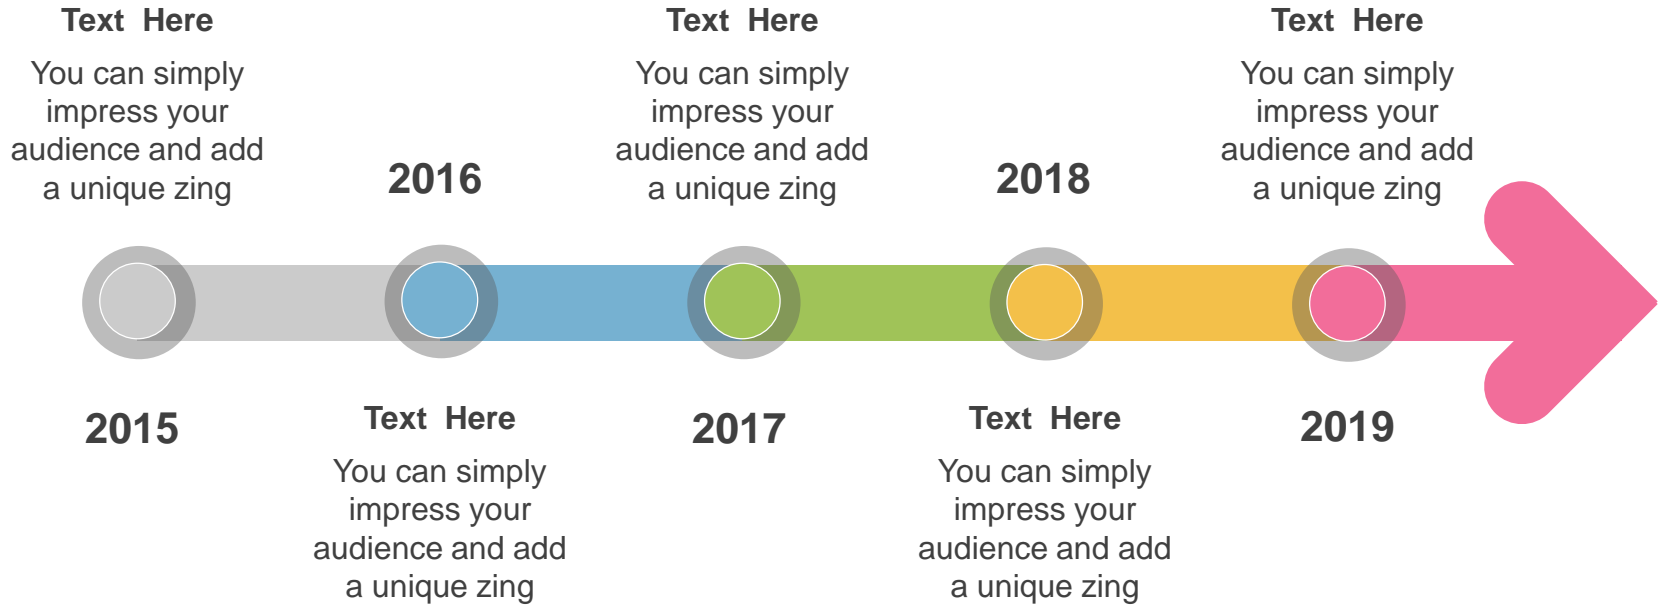 Text Here
You can simply
impress your
audience and add
a unique zing
2015
2016
Text Here
You can simply
impress your
audience and add
a unique zing
Text Here
You can simply
impress your
audience and add
a unique zing
2017
2018
Text Here
You can simply
impress your
audience and add
a unique zing
Text Here
You can simply
impress your
audience and add
a unique zing
2019